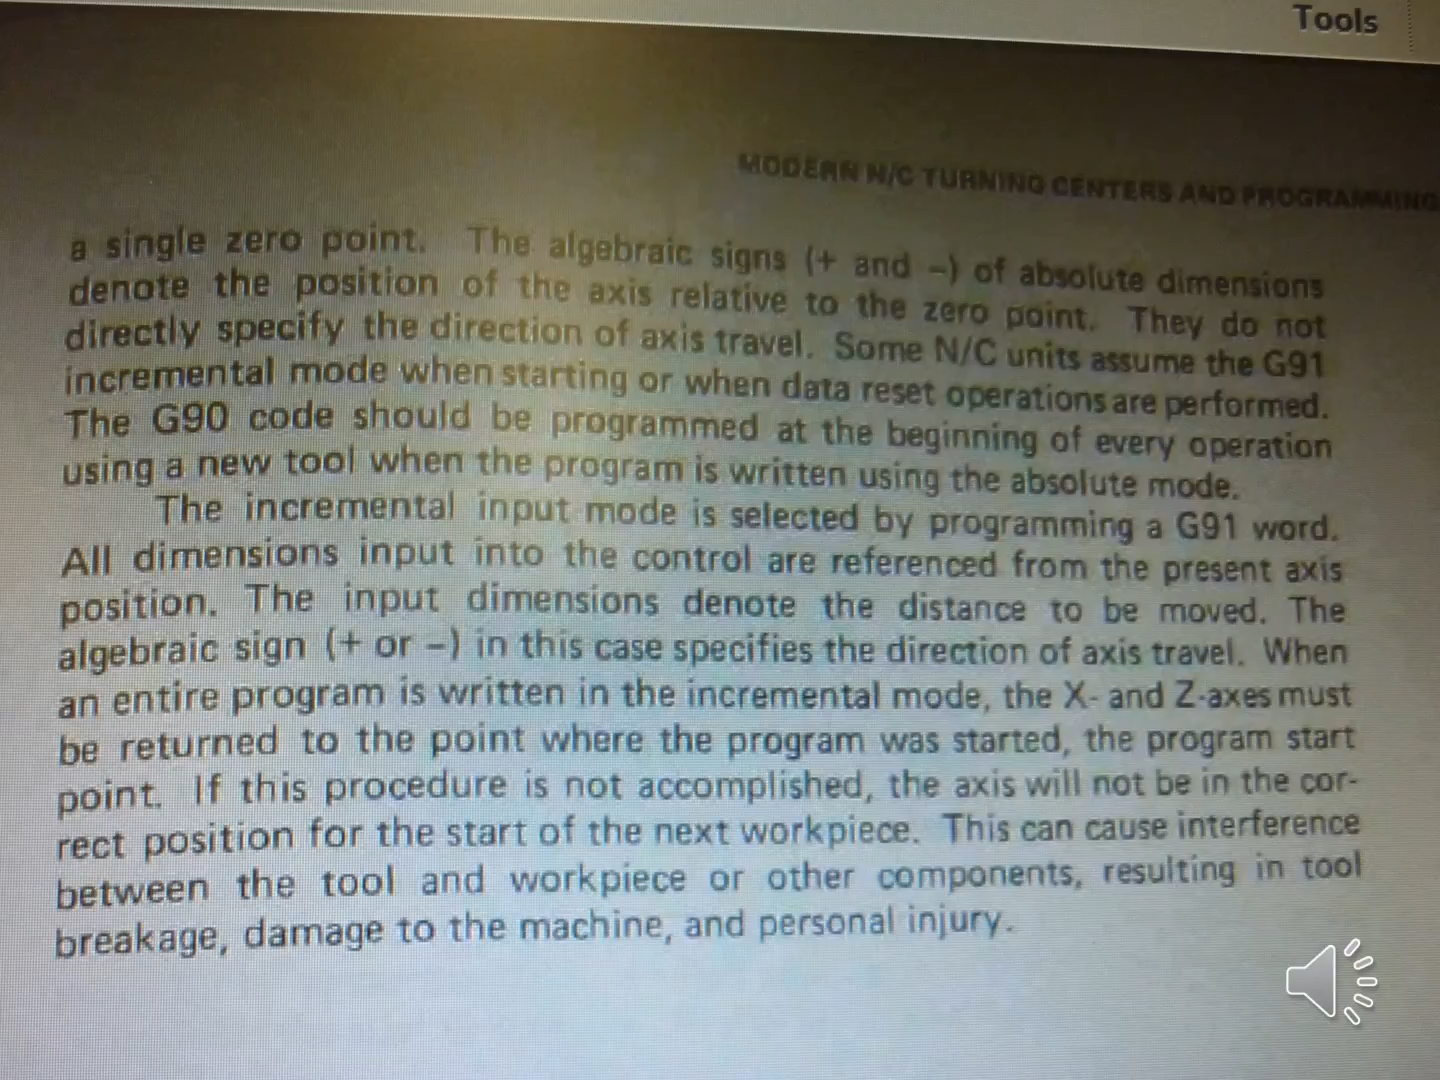 Tools
MODERN N/C TURNING CENTERS AND PROGRAMMING
a single zero point. The algebraic signs (+ and -) of absolute dimensions
denote the position of the axis relative to the zero point. They do not
directly specify the direction of axis travel. Some N/C units assume the G91
incremental mode when starting or when data reset operations are performed.
The G90 code should be programmed at the beginning of every operation
using a new tool when the program is written using the absolute mode.
The incremental input mode is selected by programming a G91 word.
All dimensions input into the control are referenced from the present axis
position. The input dimensions denote the distance to be moved. The
algebraic sign (+ or -) in this case specifies the direction of axis travel. When
an entire program is written in the incremental mode, the X- and Z-axes must
be returned to the point where the program was started, the program start
point. If this procedure is not accomplished, the axis will not be in the cor-
rect position for the start of the next workpiece. This can cause interference
between the tool and workpiece or other components, resulting in tool
breakage, damage to the machine, and personal injury.